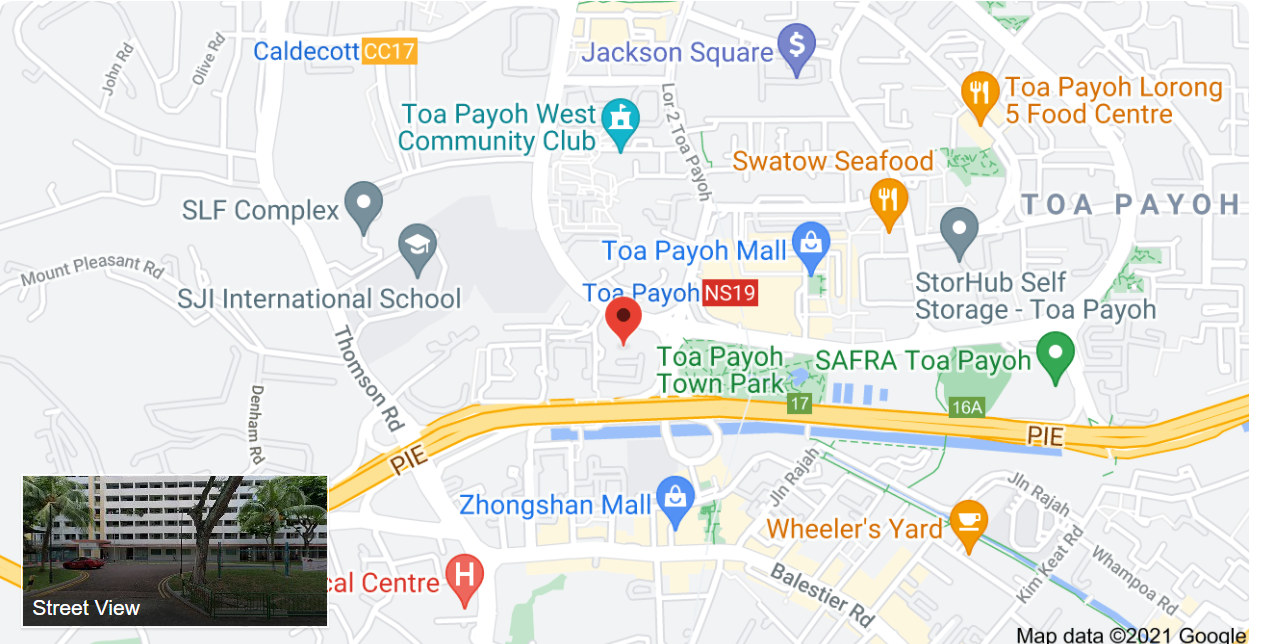 John Rd
Olive Rd
Caldecott CC17
Jackson Square
$
Toa Payoh Lorong
5 Food Centre
Toa Payoh West
Community Club
Lor 2 Toa Payoh
Swatow Seafood
SLF Complex
TOA PAYOH
Toa Payoh Mall
Mount Pleasant Rd
SJI International School
Toa Payoh NS19
StorHub Self
Storage - Toa Payoh
Thomson Rd
Toa Payoh
Town Park
SAFRA Toa Payoh
17
16A
Denham Rd
PIE
PIE
Jln Rajah
Jln Rajah
Zhongshan Mall
Wheeler's Yard
Kim Keat Rd
Whampoa Rd
cal Centre
H
Balestier Rd
Street View
Map data ©2021 Google